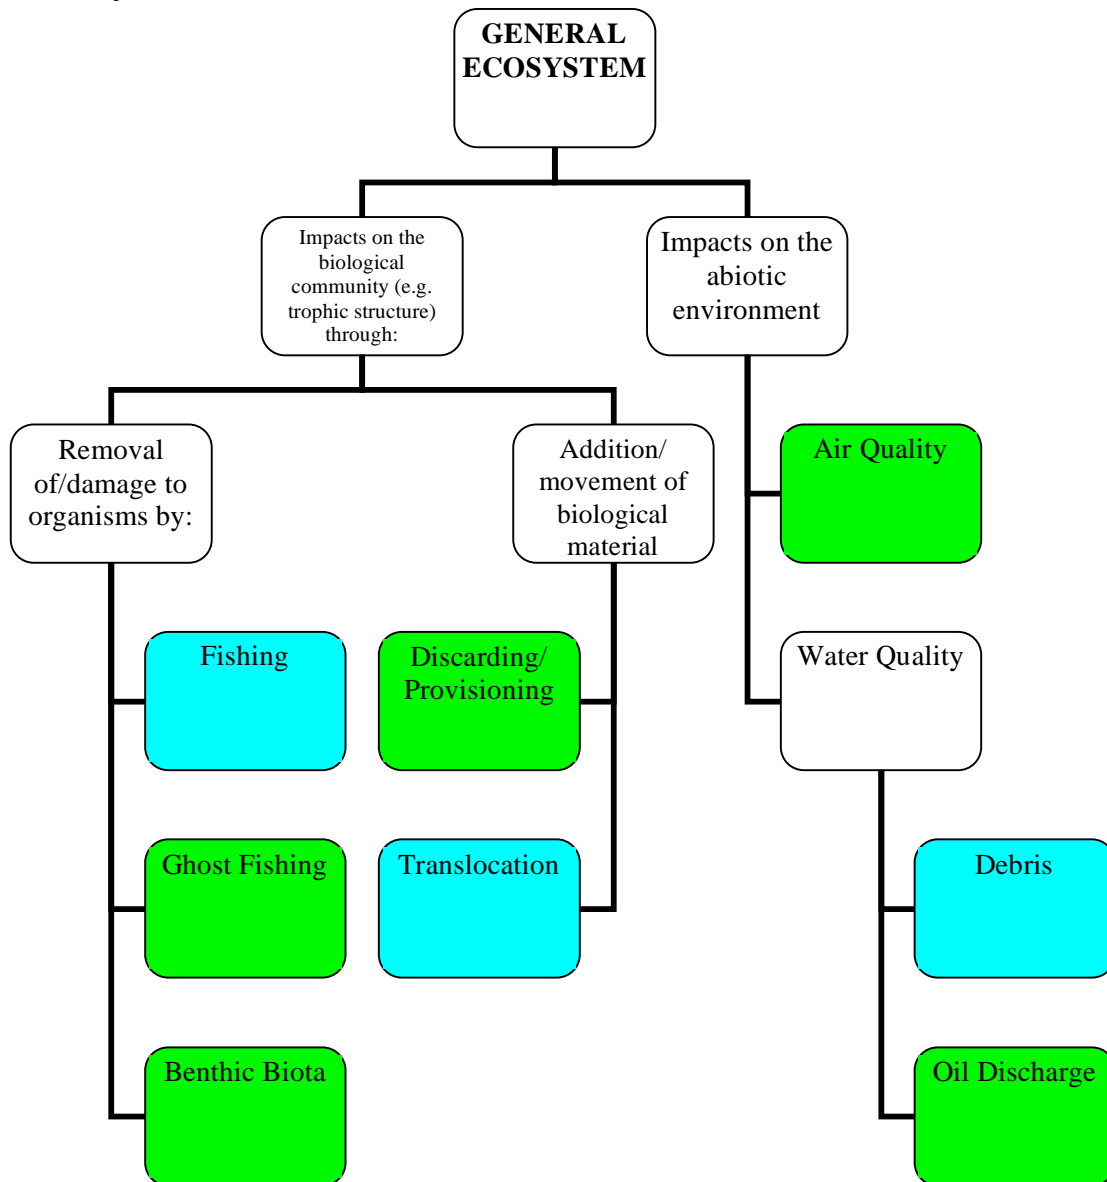 GENERAL
ECOSYSTEM
Impacts on the
biological
community (e.g.
trophic structure)
through:
Impacts on the
abiotic
environment
Removal
of/damage to
organisms by:
Addition/
movement of
biological
material
Air Quality
Fishing
Discarding/
Provisioning
Water Quality
Ghost Fishing
Translocation
Debris
Benthic Biota
Oil Discharge